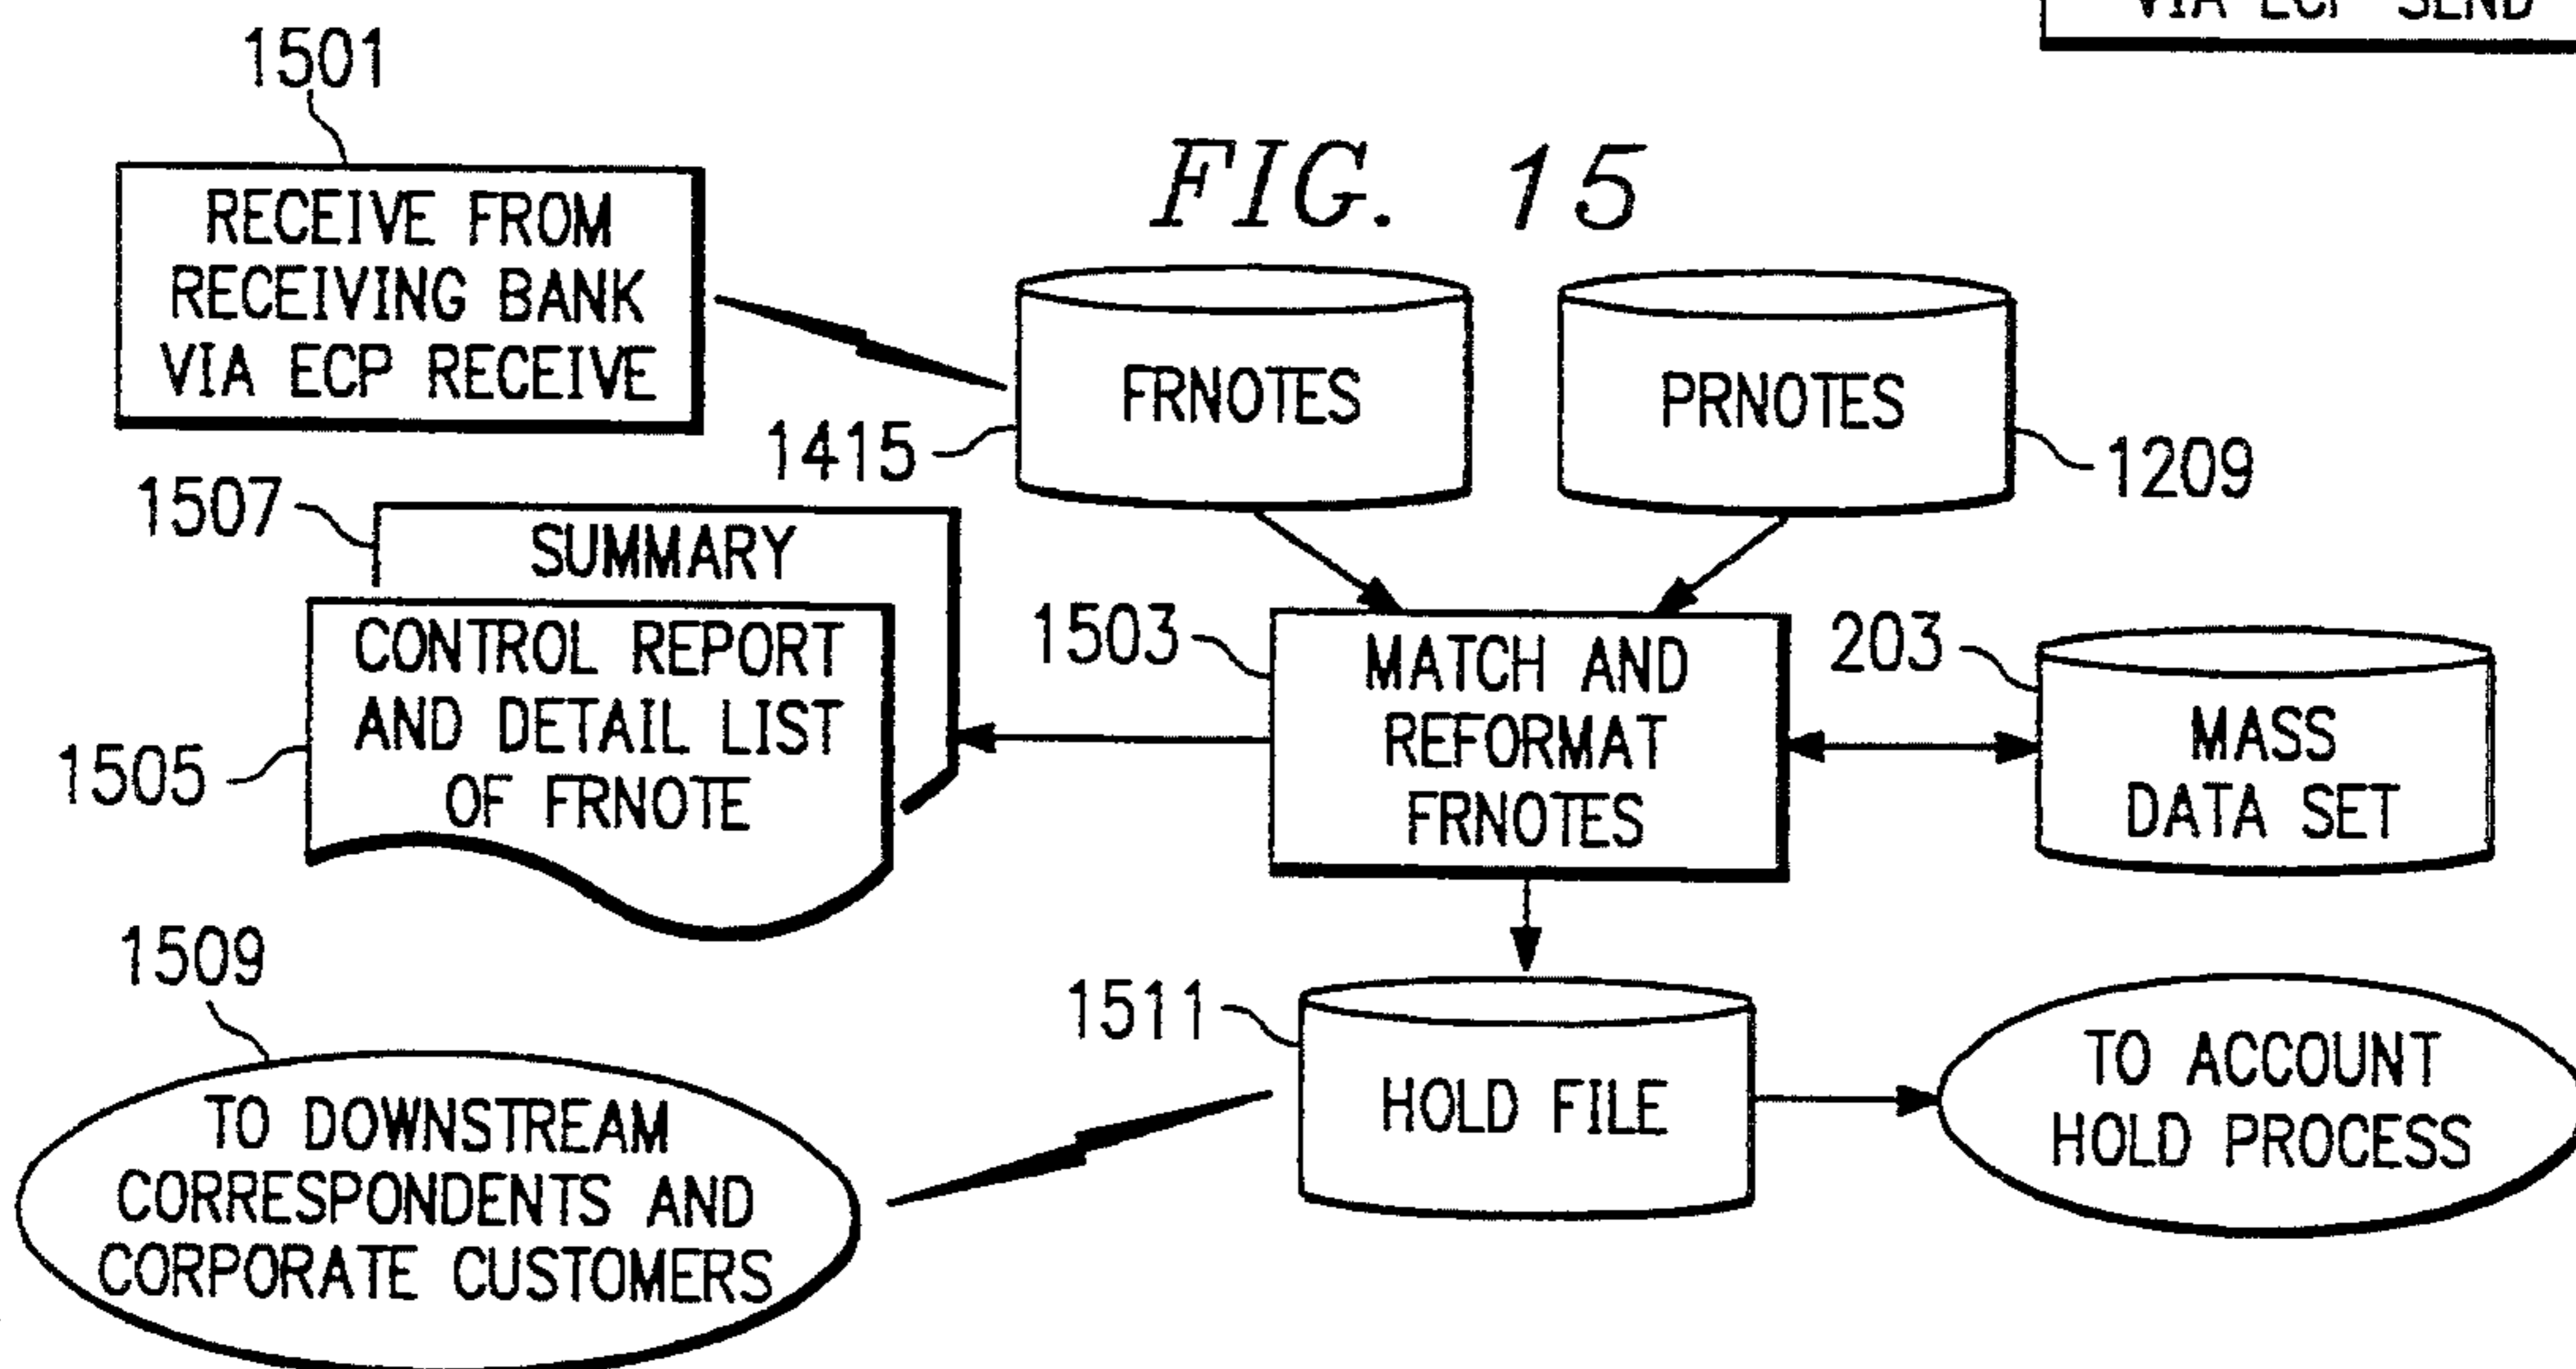 VIA ECP SEND
1501
FIG. 15
RECEIVE FROM
RECEIVING BANK
VIA ECP RECEIVE
FRNOTES
PRNOTES
1415
1209
1507
SUMMARY
CONTROL REPORT
AND DETAIL LIST
OF FRNOTE
1505
1503
MATCH AND
REFORMAT
FRNOTES
203
MASS
DATA SET
1509
TO DOWNSTREAM
CORRESPONDENTS AND
CORPORATE CUSTOMERS
1511
HOLD FILE
TO ACCOUNT
HOLD PROCESS